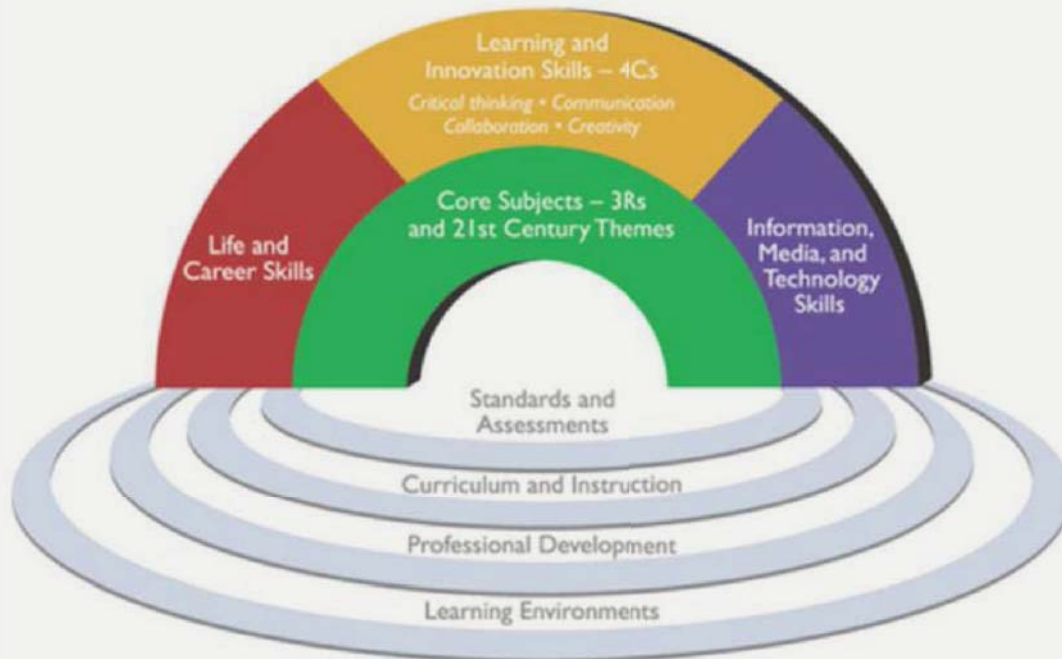 Learning and
Innovation Skills – 4Cs
Critical thinking • Communication
Collaboration • Creativity
Core Subjects – 3Rs
and 21st Century Themes
Life and
Career Skills
Information,
Media, and
Technology
Skills
Standards and
Assessments
Curriculum and Instruction
Professional Development
Learning Environments